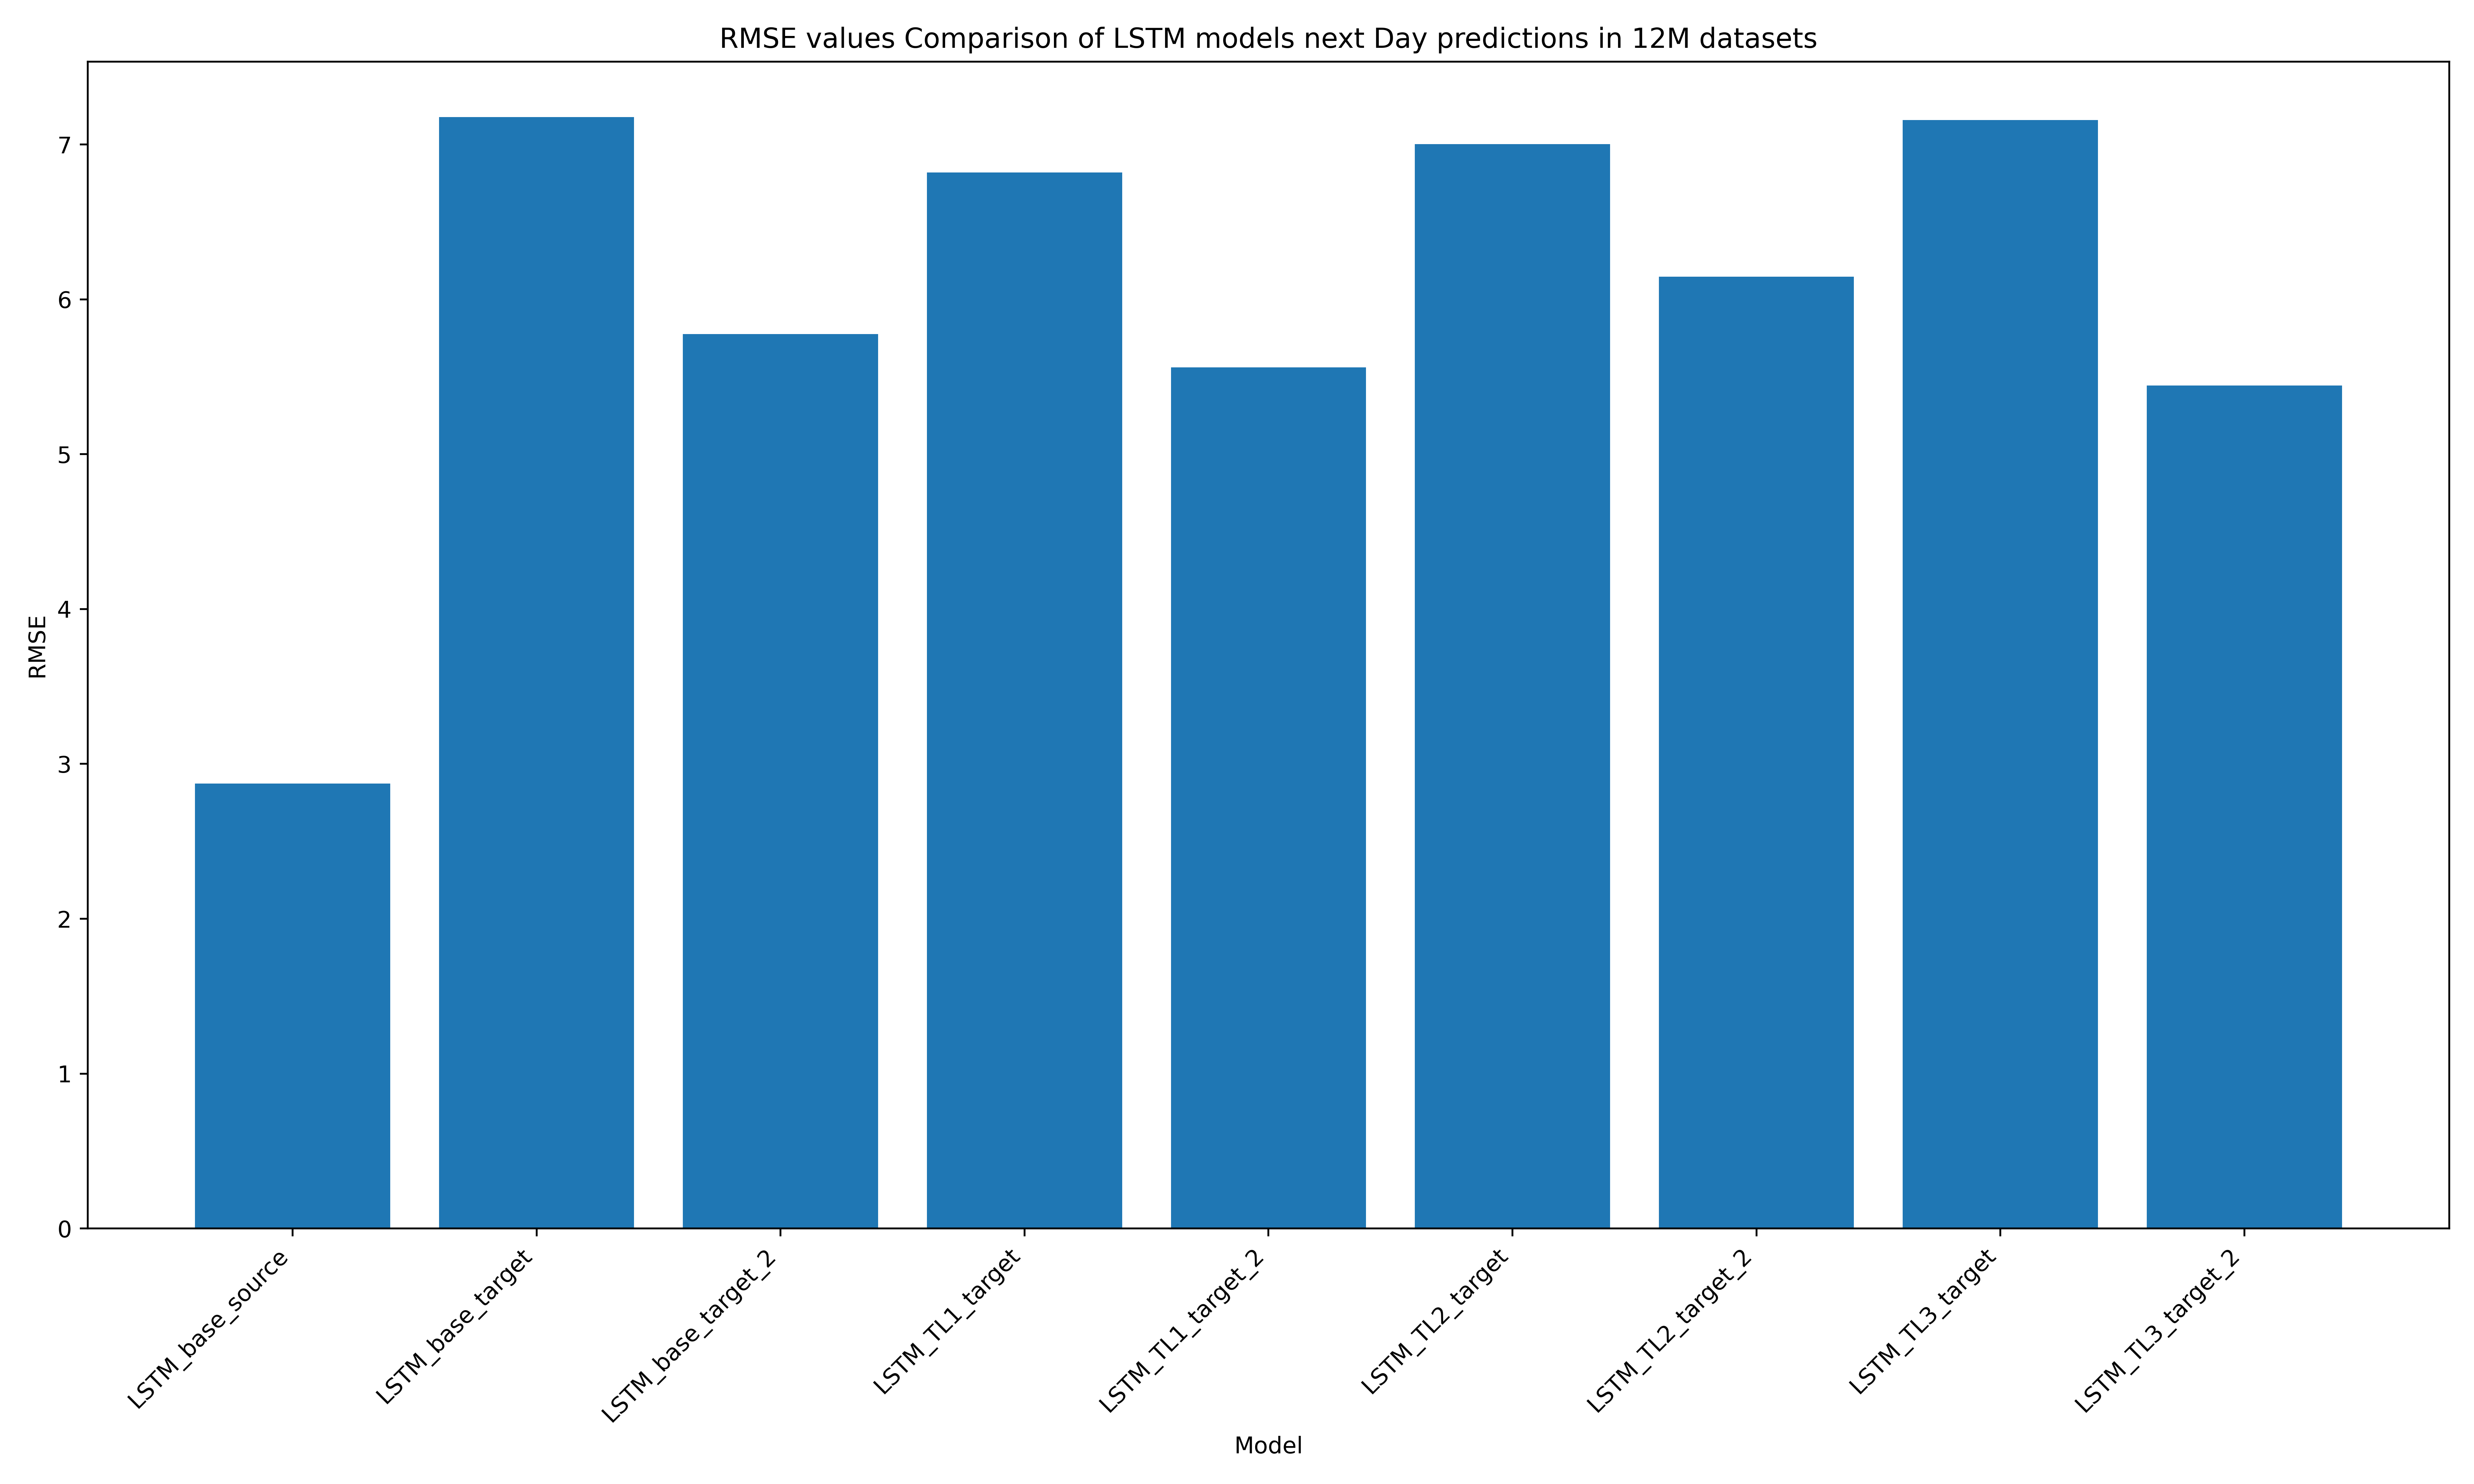 RMSE values Comparison of LSTM models next Day predictions in 12M datasets
RMSE
7
6
5
4
3
2
1
0
LSTM_base_source
LSTM_base_target
LSTM_base_target_2
LSTM_TL1_target
LSTM_TL1_target_2
LSTM_TL2_target
LSTM_TL2_target_2
LSTM_TL3_target
LSTM_TL3_target_2
Model